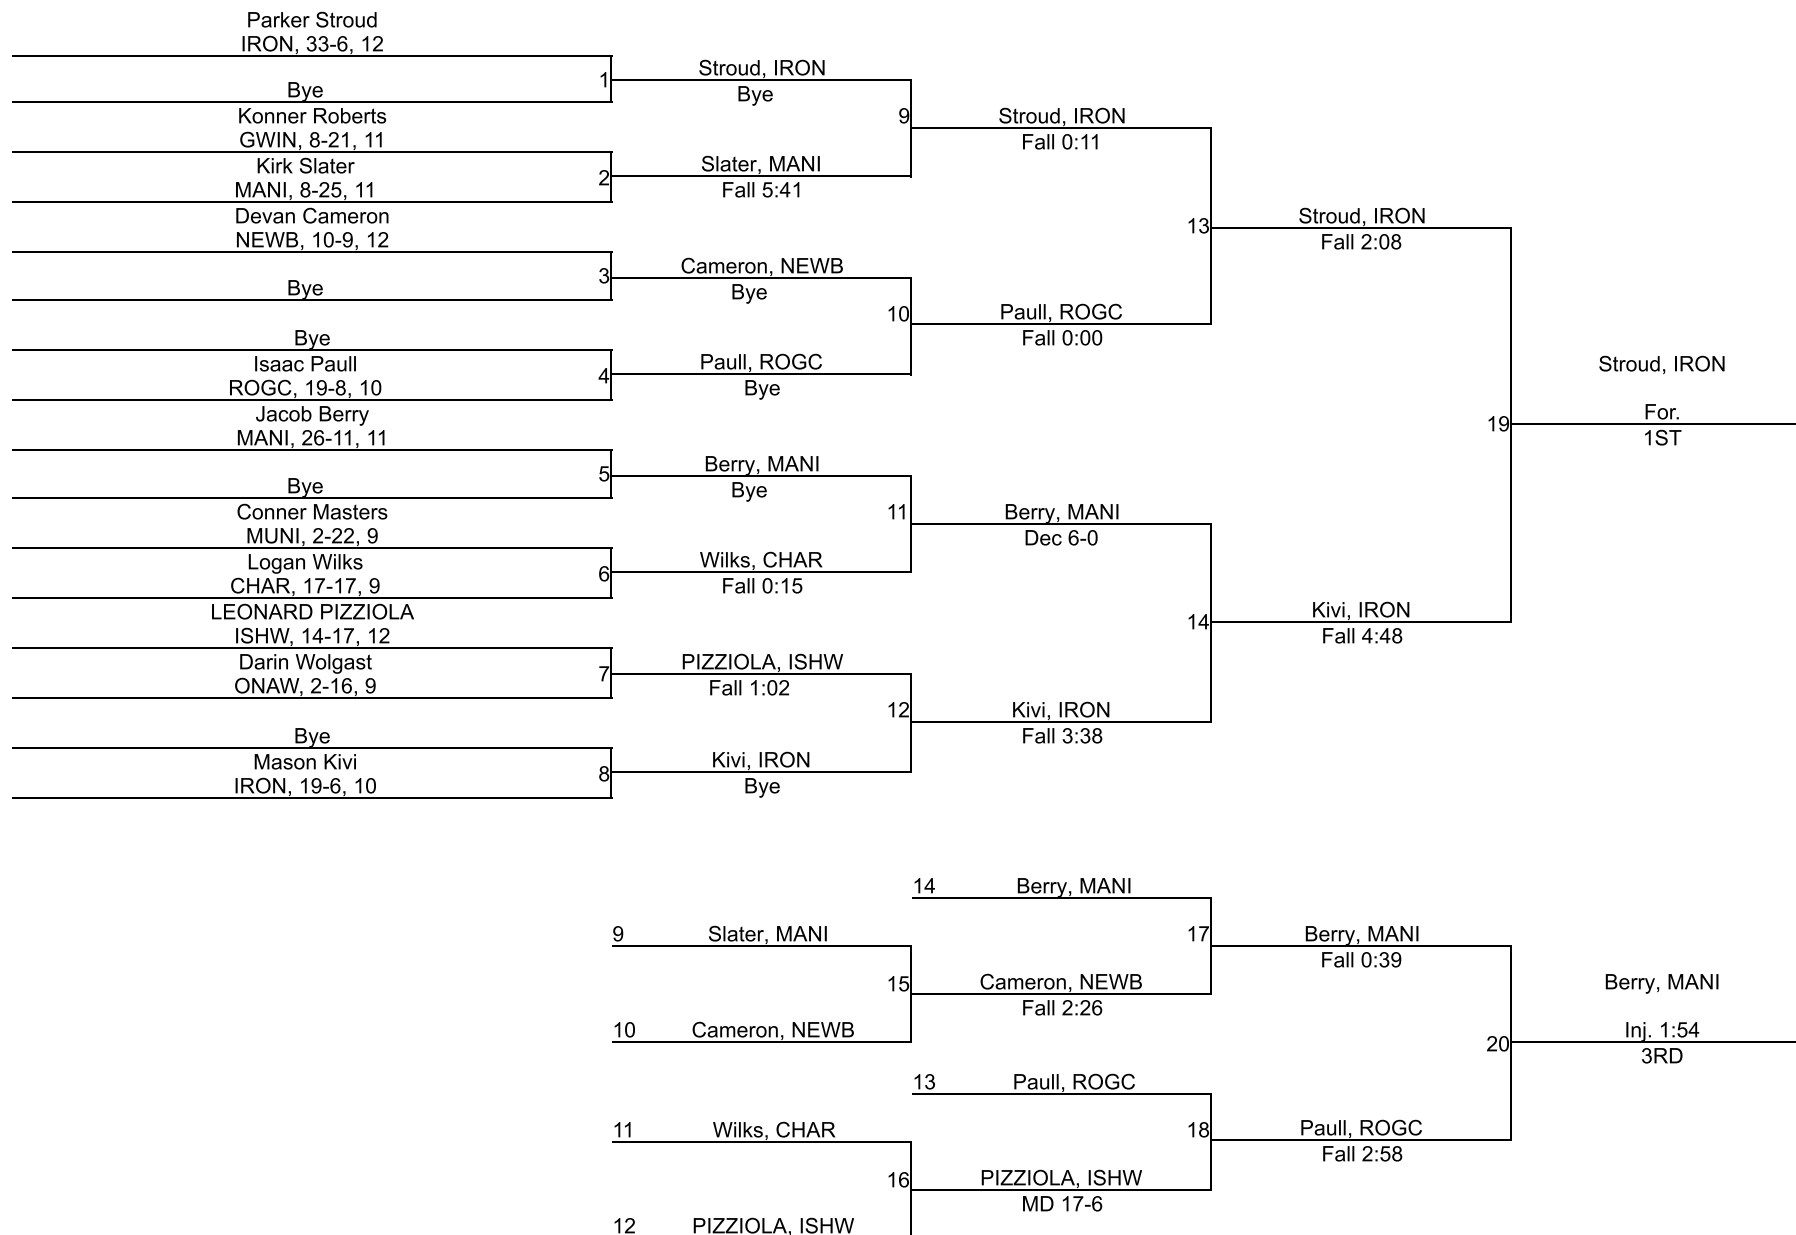 Parker Stroud
IRON, 33-6, 12
Bye
Konner Roberts
GWIN, 8-21, 11
Kirk Slater
MANI, 8-25, 11
Devan Cameron
NEWB, 10-9, 12
Bye
Bye
Isaac Paull
ROGC, 19-8, 10
Jacob Berry
MANI, 26-11, 11
Bye
Conner Masters
MUNI, 2-22, 9
Logan Wilks
CHAR, 17-17, 9
LEONARD PIZZIOLA
ISHW, 14-17, 12
Darin Wolgast
ONAW, 2-16, 9
Bye
Mason Kivi
IRON, 19-6, 10
1
2
3
4
5
6
7
8
Stroud, IRON
Bye
Slater, MANI
Fall 5:41
Cameron, NEWB
Bye
Paull, ROGC
Bye
Berry, MANI
Bye
Wilks, CHAR
Fall 0:15
PIZZIOLA, ISHW
Fall 1:02
Kivi, IRON
Bye
9
10
11
12
Stroud, IRON
Fall 0:11
Paull, ROGC
Fall 0:00
Berry, MANI
Dec 6-0
Kivi, IRON
Fall 3:38
13
14
Stroud, IRON
Fall 2:08
Kivi, IRON
Fall 4:48
19
Stroud, IRON
For.
1ST
9 Slater, MANI
10 Cameron, NEWB
11 Wilks, CHAR
12 PIZZIOLA, ISHW
15
16
14 Berry, MANI
Cameron, NEWB
Fall 2:26
13 Paull, ROGC
PIZZIOLA, ISHW
MD 17-6
17
18
Berry, MANI
Fall 0:39
Paull, ROGC
Fall 2:58
20
Berry, MANI
Inj. 1:54
3RD